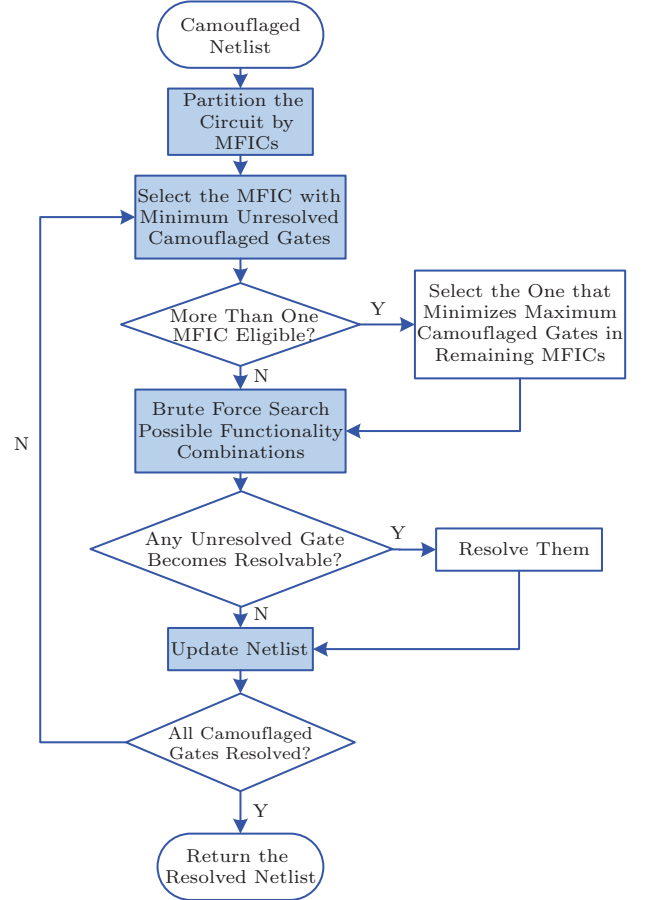 Camouflaged
Netlist
Partition the
Circuit by
MFICs
Select the MFIC with
Minimum Unresolved
Camouflaged Gates
More Than One
MFIC Eligible?
Y
Select the One that
Minimizes Maximum
Camouflaged Gates in
Remaining MFICs
N
Brute Force Search
Possible Functionality
Combinations
N
Any Unresolved Gate
Becomes Resolvable?
Y
Resolve Them
N
Update Netlist
All Camouflaged
Gates Resolved?
Y
Return the
Resolved Netlist